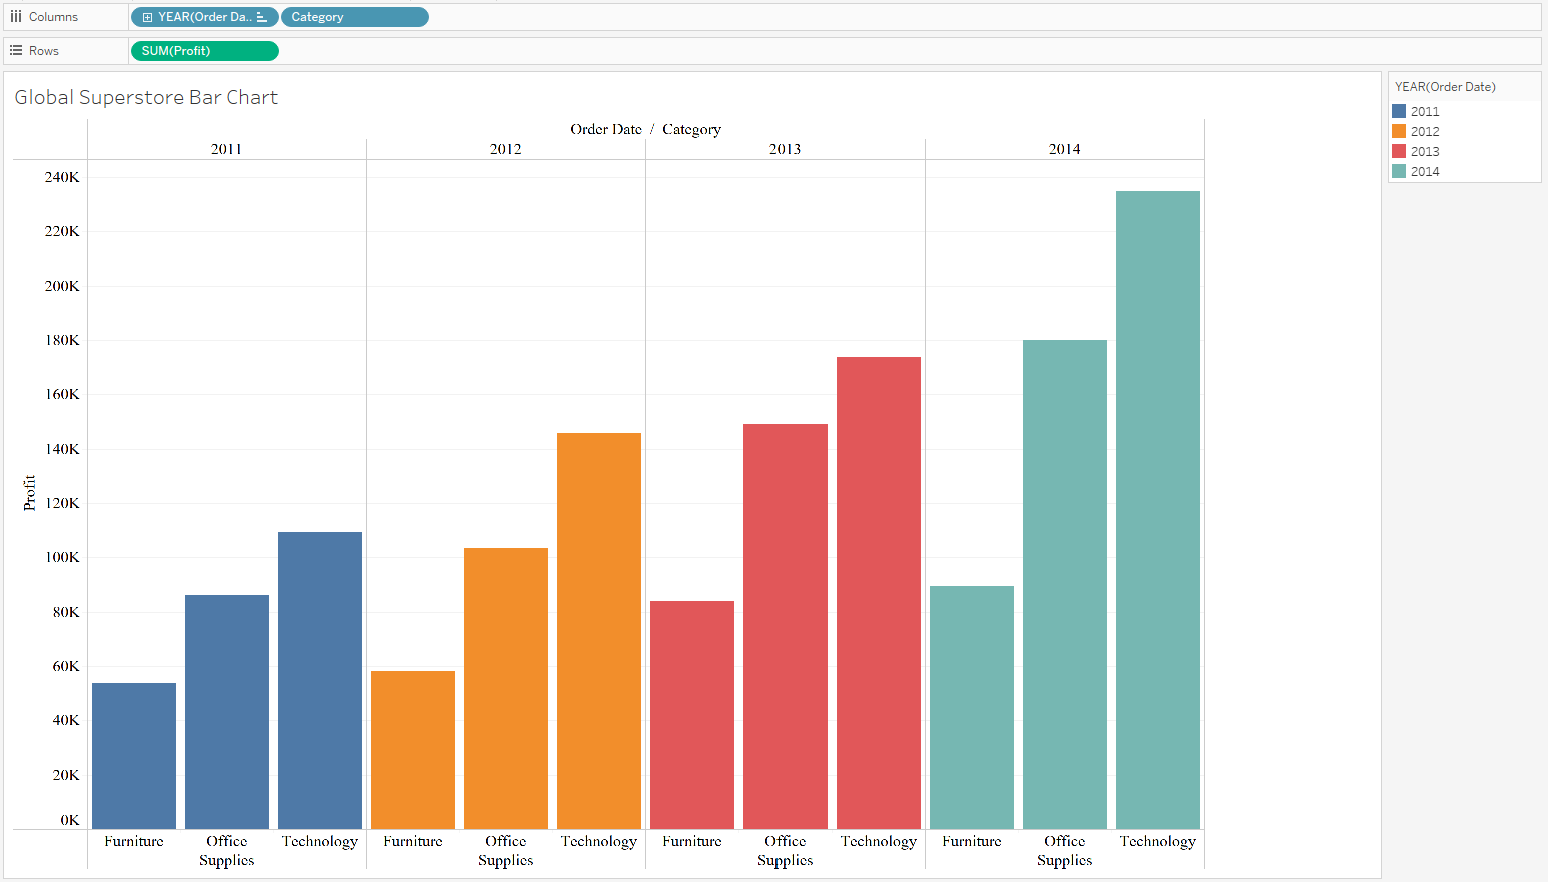 Columns YEAR(Order Da.. Category
Rows SUM(Profit)
Global Superstore Bar Chart
Order Date / Category
2011 2012 2013 2014
240K
220K
200K
180K
160K
140K
120K
100K
80K
60K
40K
20K
0K
Profit
Furniture Office Supplies Technology Furniture Office Supplies Technology Furniture Office Supplies Technology Furniture Office Supplies Technology
YEAR(Order Date)
2011
2012
2013
2014